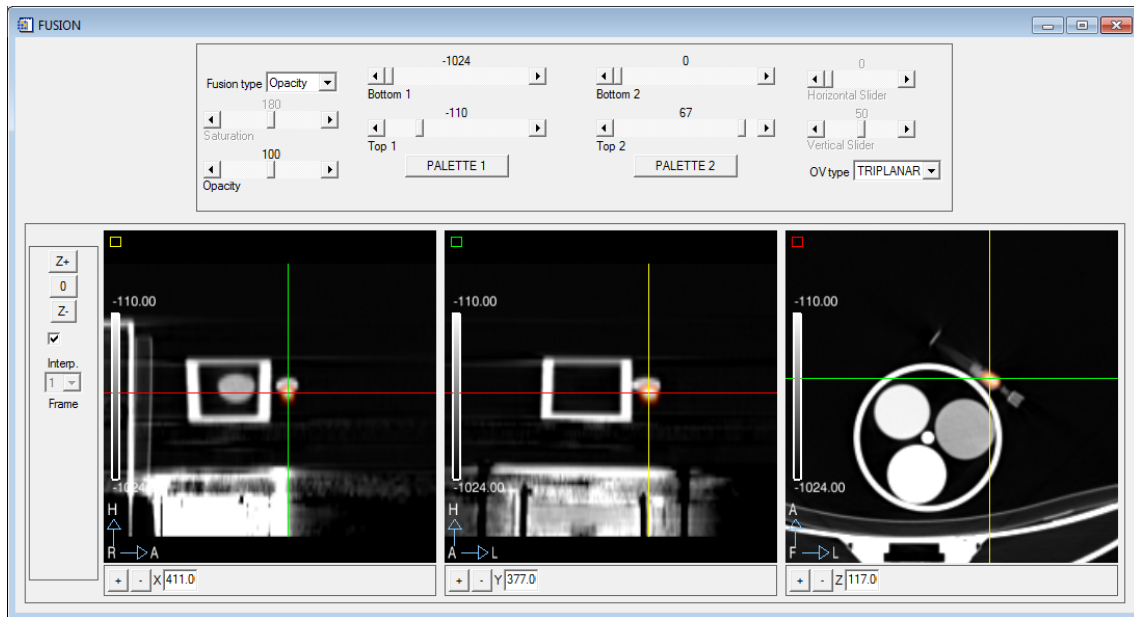 FUSION
Fusion type Opacity
180
Saturation
100
Opacity
-1024
Bottom 1
-110
Top 1
PALETTE 1
0
Bottom 2
67
Top 2
PALETTE 2
0
Horizontal Slider
50
Vertical Slider
OV type TRIPLANAR
Z+
0
Z-
Interp.
1
Frame
-110.00
-1024.00
H
R A
+ - X 411.0
-110.00
-1024.00
H
A L
+ - Y 377.0
-110.00
-1024.00
A
F L
+ - Z 117.0